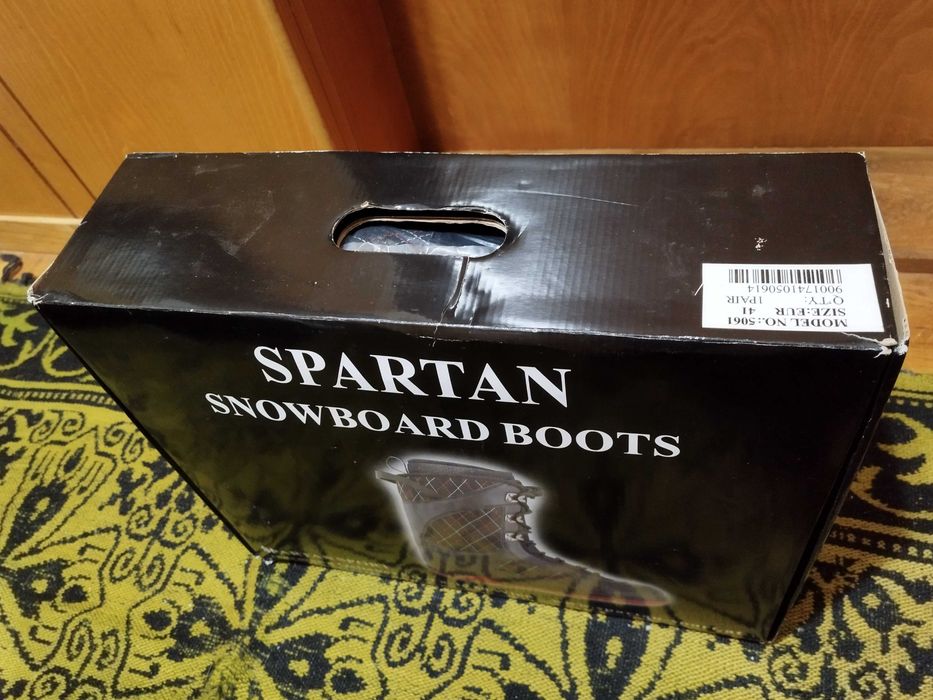 SPARTAN
SNOWBOARD BOOTS
MODEL NO.:5061
SIZE:EUR 41
Q'TY: 1PAIR
9001741050614